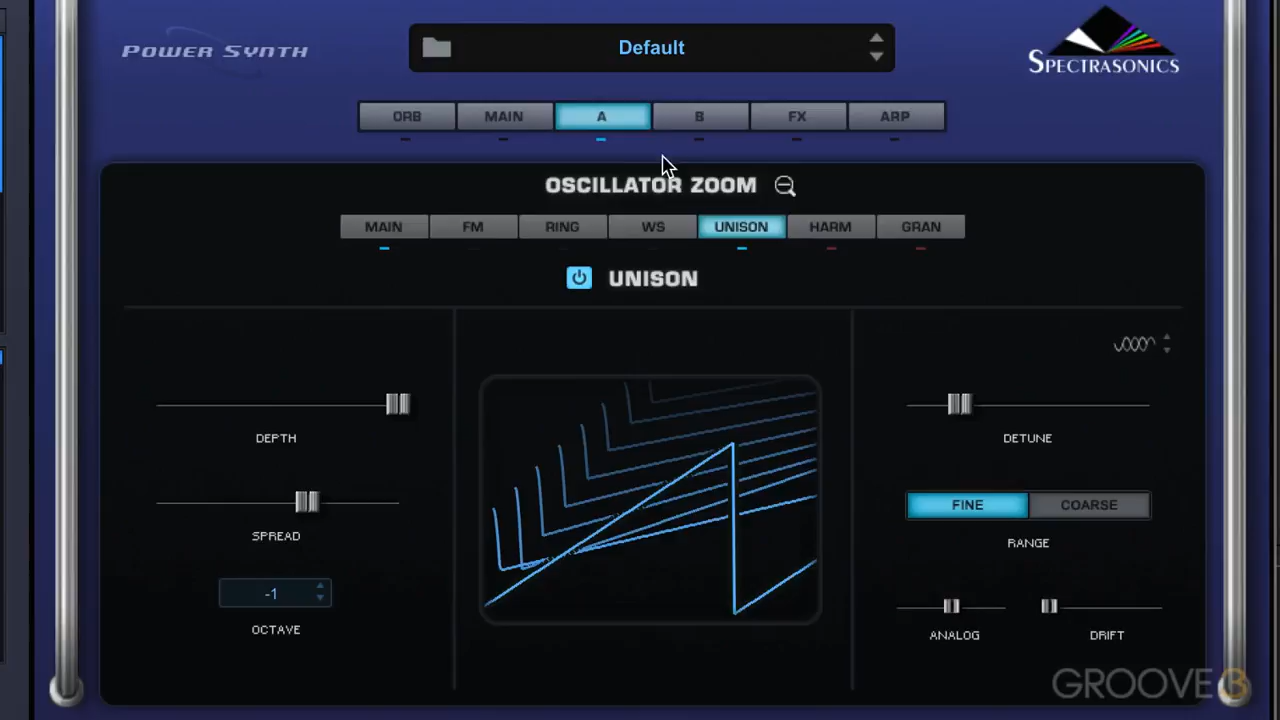 POWER SYNTH
Default
SPECTRASONICS
ORB MAIN A B FX ARP
OSCILLATOR ZOOM
MAIN FM RING WS UNISON HARM GRAN
UNISON
DEPTH
DETUNE
SPREAD
FINE COARSE
RANGE
-1
OCTAVE
ANALOG DRIFT
GROOVE3